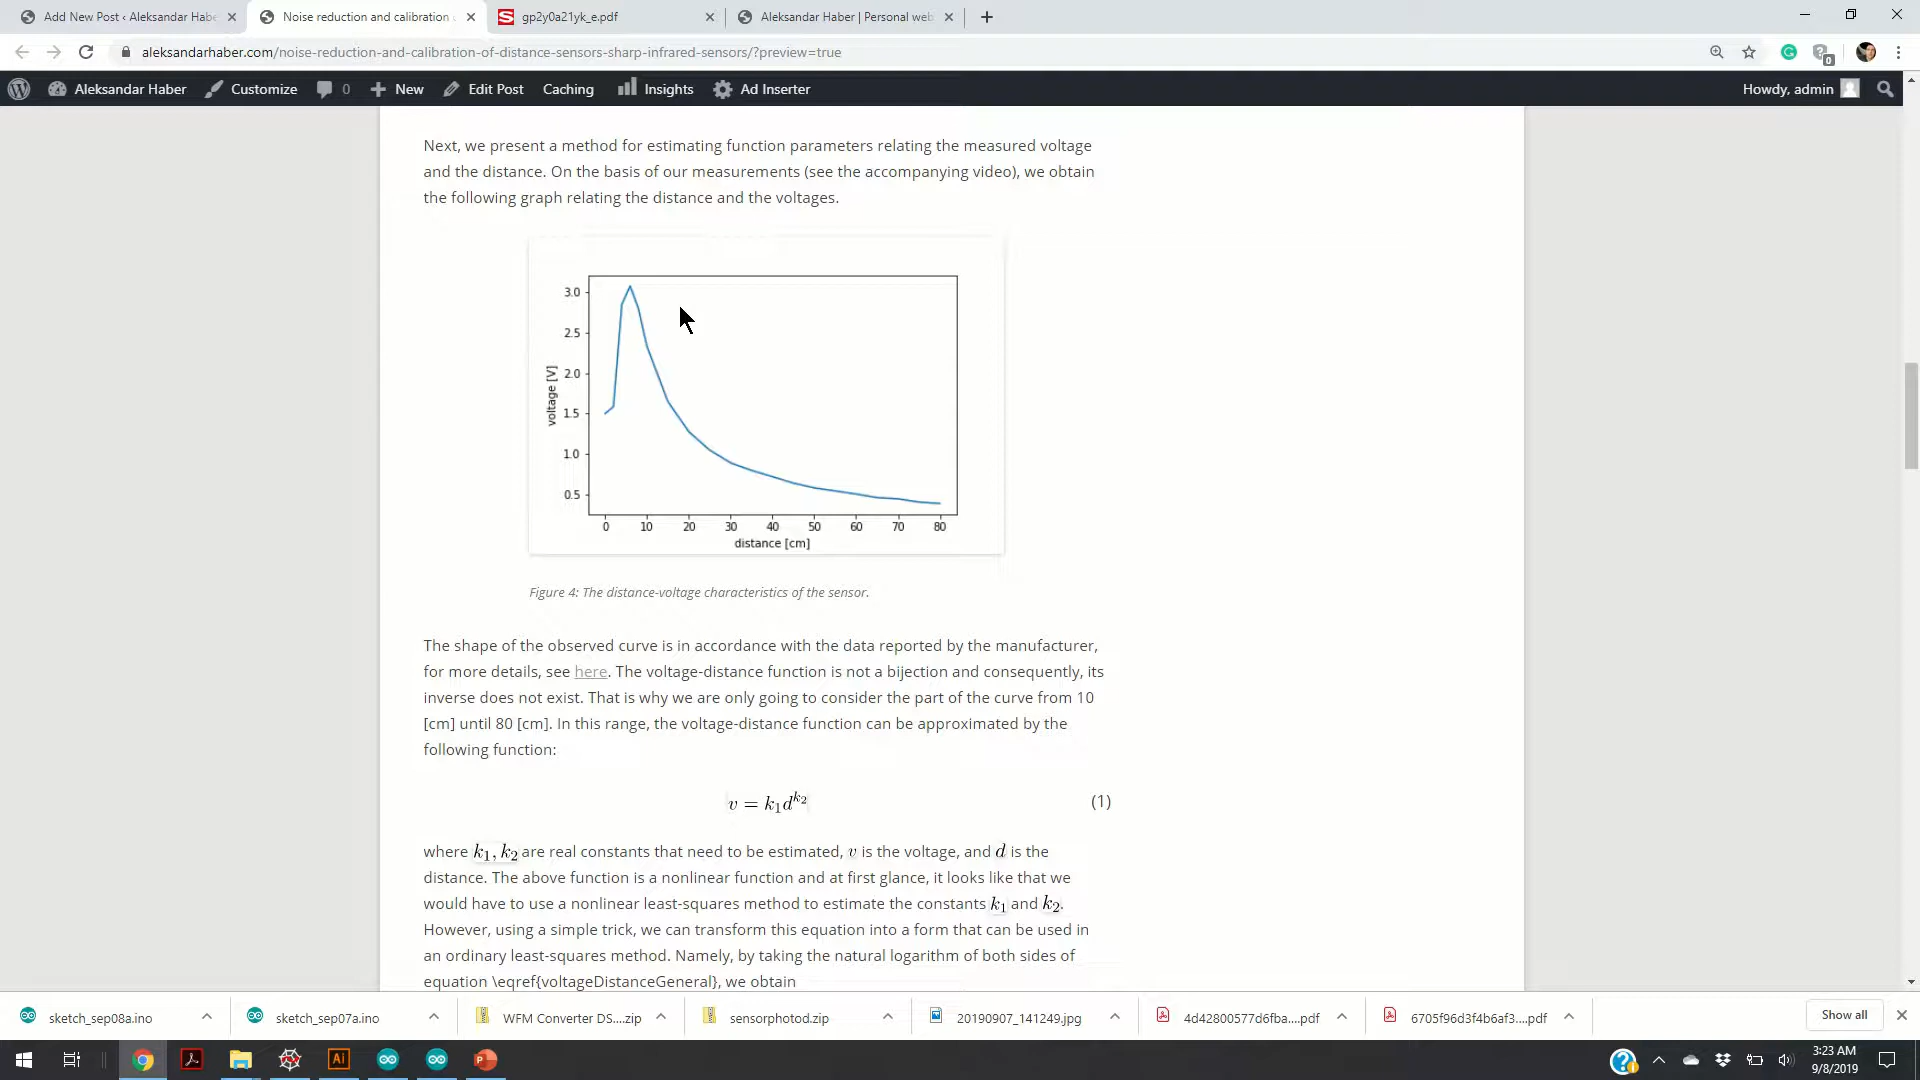 Add New Post ‹ Aleksandar Habe
Noise reduction and calibration
gp2y0a21yk_e.pdf
Aleksandar Haber | Personal web
aleksandarhaber.com/noise-reduction-and-calibration-of-distance-sensors-sharp-infrared-sensors/?preview=true
0
Aleksandar Haber
Customize
0
New
Edit Post
Caching
Insights
Ad Inserter
Howdy, admin
Next, we present a method for estimating function parameters relating the measured voltage
and the distance. On the basis of our measurements (see the accompanying video), we obtain
the following graph relating the distance and the voltages.
3.0
2.5
2.0
1.5
1.0
0.5
voltage [V]
0 10 20 30 40 50 60 70 80
distance [cm]
Figure 4: The distance-voltage characteristics of the sensor.
The shape of the observed curve is in accordance with the data reported by the manufacturer,
for more details, see here. The voltage-distance function is not a bijection and consequently, its
inverse does not exist. That is why we are only going to consider the part of the curve from 10
[cm] until 80 [cm]. In this range, the voltage-distance function can be approximated by the
following function:
v = k₁d^{k₂} (1)
where k₁, k₂ are real constants that need to be estimated, v is the voltage, and d is the
distance. The above function is a nonlinear function and at first glance, it looks like that we
would have to use a nonlinear least-squares method to estimate the constants k₁ and k₂.
However, using a simple trick, we can transform this equation into a form that can be used in
an ordinary least-squares method. Namely, by taking the natural logarithm of both sides of
equation \eqref{voltageDistanceGeneral}, we obtain
sketch_sep08a.ino
sketch_sep07a.ino
WFM Converter DS....zip
sensorphotod.zip
20190907_141249.jpg
4d42800577d6fba....pdf
6705f96d3f4b6af3....pdf
Show all
3:23 AM
9/8/2019